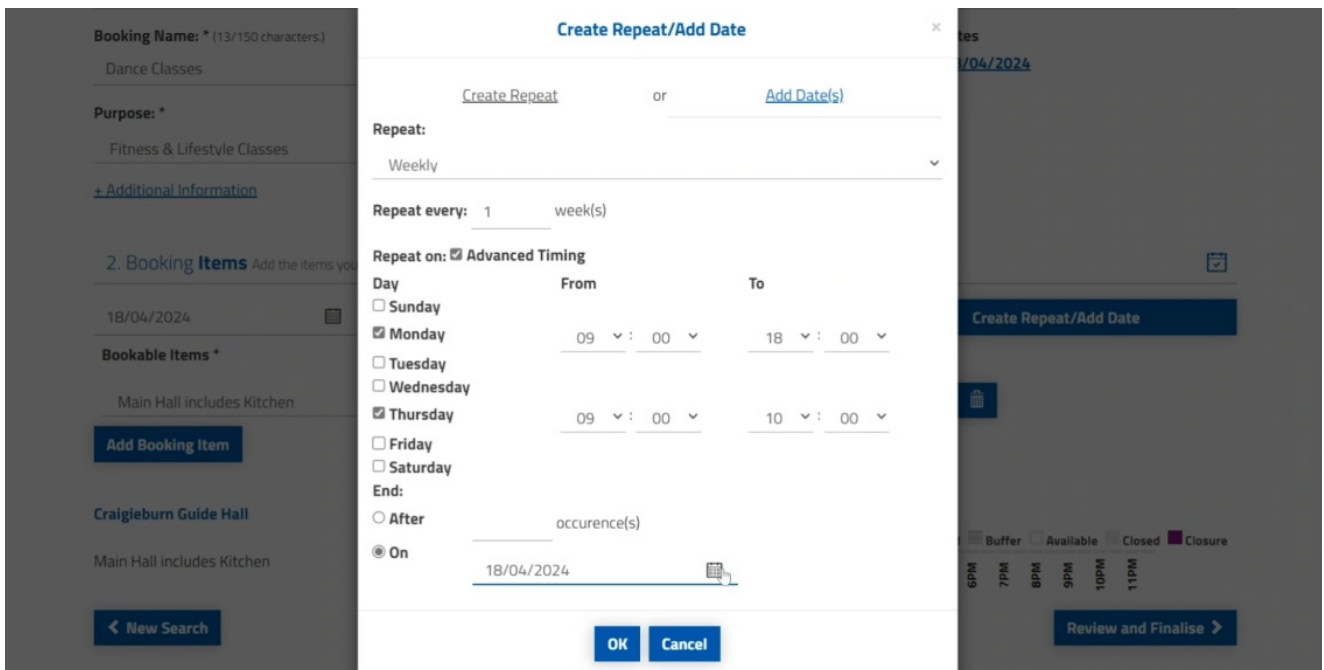 Create Repeat/Add Date
×
Booking Name: * (13/150 characters.)
Dance Classes
tes
/04/2024
Create Repeat or Add Date(s)
Purpose: *
Fitness & Lifestyle Classes
+ Additional Information
Repeat:
Weekly
Repeat every: 1 week(s)
2. Booking Items Add the items you
18/04/2024
Repeat on: Advanced Timing
Day From To
Sunday
Monday 09 : 00 18 : 00
Tuesday
Wednesday
Thursday 09 : 00 10 : 00
Friday
Saturday
Create Repeat/Add Date
Bookable Items *
Main Hall includes Kitchen
Add Booking Item
End:
After occurence(s)
On
18/04/2024
Craigieburn Guide Hall
Main Hall includes Kitchen
Buffer Available Closed Closure
6PM 7PM 8PM 9PM 10PM 11PM
New Search
OK Cancel
Review and Finalise